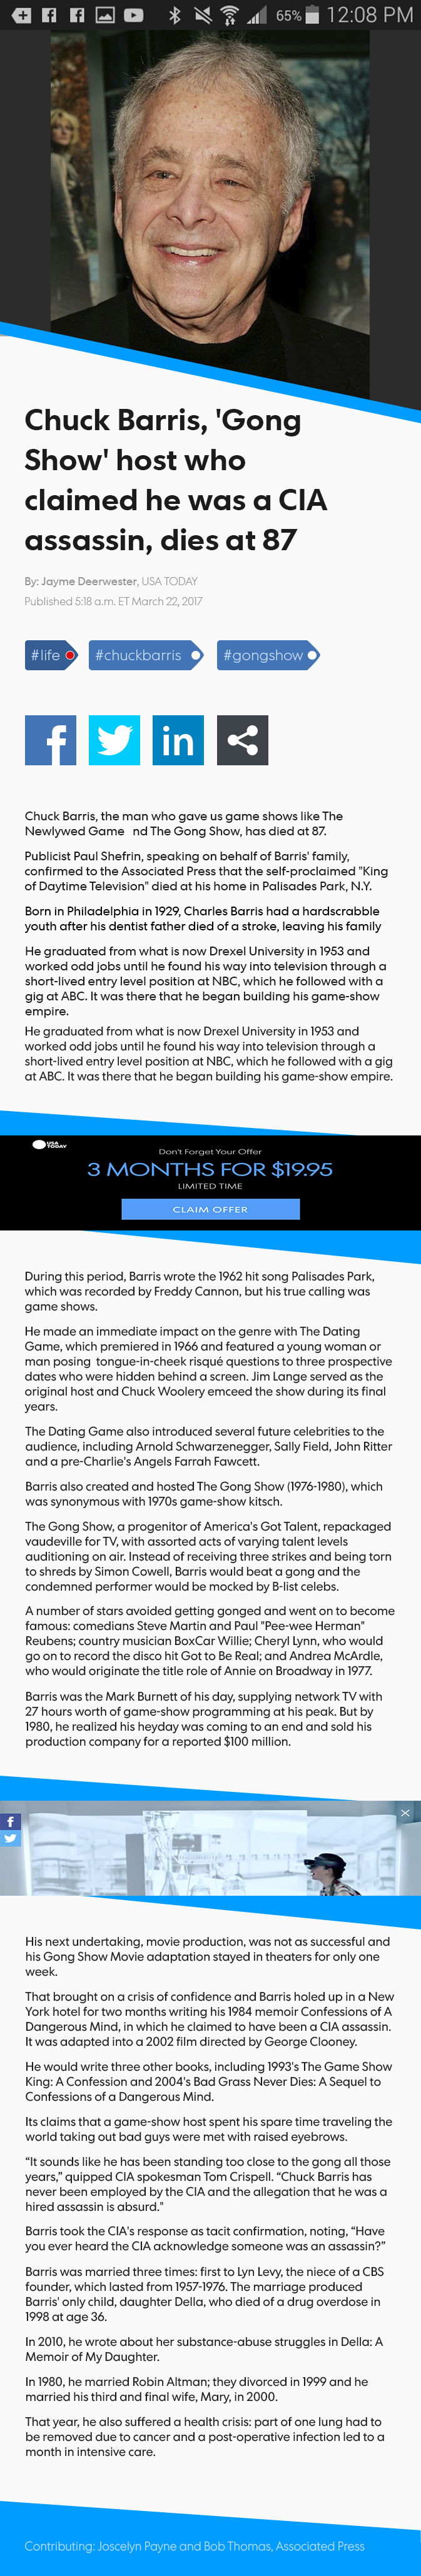 65% 12:08 PM
Chuck Barris, 'Gong
Show' host who
claimed he was a CIA
assassin, dies at 87
By: Jayme Deerwester, USA TODAY
Published 5:18 a.m. ET March 22, 2017
#life #chuckbarris #gongshow
f in
Chuck Barris, the man who gave us game shows like The
Newlywed Game nd The Gong Show, has died at 87.
Publicist Paul Shefrin, speaking on behalf of Barris' family,
confirmed to the Associated Press that the self-proclaimed "King
of Daytime Television" died at his home in Palisades Park, N.Y.
Born in Philadelphia in 1929, Charles Barris had a hardscrabble
youth after his dentist father died of a stroke, leaving his family
He graduated from what is now Drexel University in 1953 and
worked odd jobs until he found his way into television through a
short-lived entry level position at NBC, which he followed with a
gig at ABC. It was there that he began building his game-show
empire.
He graduated from what is now Drexel University in 1953 and
worked odd jobs until he found his way into television through a
short-lived entry level position at NBC, which he followed with a gig
at ABC. It was there that he began building his game-show empire.
USA
TODAY
Don't Forget Your Offer
3 MONTHS FOR $19.95
LIMITED TIME
CLAIM OFFER
During this period, Barris wrote the 1962 hit song Palisades Park,
which was recorded by Freddy Cannon, but his true calling was
game shows.
He made an immediate impact on the genre with The Dating
Game, which premiered in 1966 and featured a young woman or
man posing tongue-in-cheek risqué questions to three prospective
dates who were hidden behind a screen. Jim Lange served as the
original host and Chuck Woolery emceed the show during its final
years.
The Dating Game also introduced several future celebrities to the
audience, including Arnold Schwarzenegger, Sally Field, John Ritter
and a pre-Charlie's Angels Farrah Fawcett.
Barris also created and hosted The Gong Show (1976-1980), which
was synonymous with 1970s game-show kitsch.
The Gong Show, a progenitor of America's Got Talent, repackaged
vaudeville for TV, with assorted acts of varying talent levels
auditioning on air. Instead of receiving three strikes and being torn
to shreds by Simon Cowell, Barris would beat a gong and the
condemned performer would be mocked by B-list celebs.
A number of stars avoided getting gonged and went on to become
famous: comedians Steve Martin and Paul "Pee-wee Herman"
Reubens; country musician BoxCar Willie; Cheryl Lynn, who would
go on to record the disco hit Got to Be Real; and Andrea McArdle,
who would originate the title role of Annie on Broadway in 1977.
Barris was the Mark Burnett of his day, supplying network TV with
27 hours worth of game-show programming at his peak. But by
1980, he realized his heyday was coming to an end and sold his
production company for a reported $100 million.
f
His next undertaking, movie production, was not as successful and
his Gong Show Movie adaptation stayed in theaters for only one
week.
That brought on a crisis of confidence and Barris holed up in a New
York hotel for two months writing his 1984 memoir Confessions of A
Dangerous Mind, in which he claimed to have been a CIA assassin.
It was adapted into a 2002 film directed by George Clooney.
He would write three other books, including 1993's The Game Show
King: A Confession and 2004's Bad Grass Never Dies: A Sequel to
Confessions of a Dangerous Mind.
Its claims that a game-show host spent his spare time traveling the
world taking out bad guys were met with raised eyebrows.
“It sounds like he has been standing too close to the gong all those
years,” quipped CIA spokesman Tom Crispell. “Chuck Barris has
never been employed by the CIA and the allegation that he was a
hired assassin is absurd."
Barris took the CIA's response as tacit confirmation, noting, “Have
you ever heard the CIA acknowledge someone was an assassin?”
Barris was married three times: first to Lyn Levy, the niece of a CBS
founder, which lasted from 1957-1976. The marriage produced
Barris' only child, daughter Della, who died of a drug overdose in
1998 at age 36.
In 2010, he wrote about her substance-abuse struggles in Della: A
Memoir of My Daughter.
In 1980, he married Robin Altman; they divorced in 1999 and he
married his third and final wife, Mary, in 2000.
That year, he also suffered a health crisis: part of one lung had to
be removed due to cancer and a post-operative infection led to a
month in intensive care.
Contributing: Joscelyn Payne and Bob Thomas, Associated Press